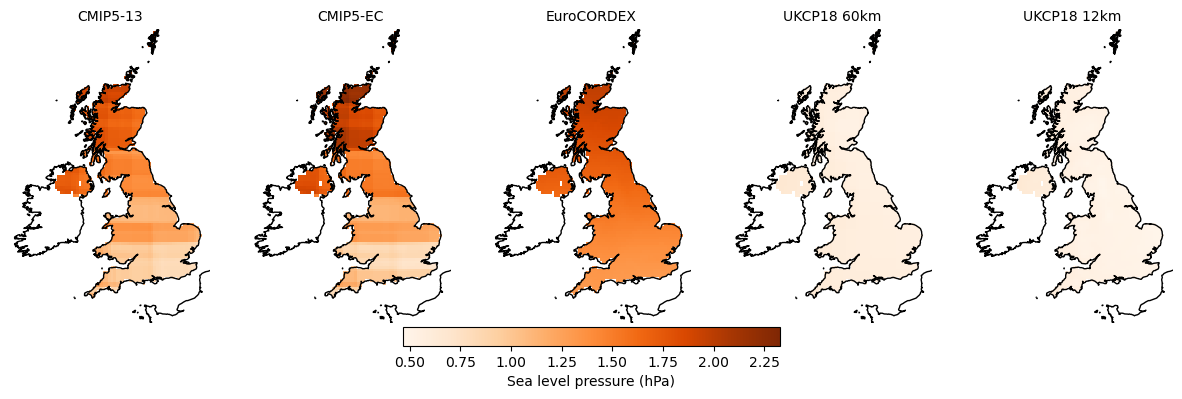 CMIP5-13 CMIP5-EC EuroCORDEX UKCP18 60km UKCP18 12km
0.50 0.75 1.00 1.25 1.50 1.75 2.00 2.25
Sea level pressure (hPa)